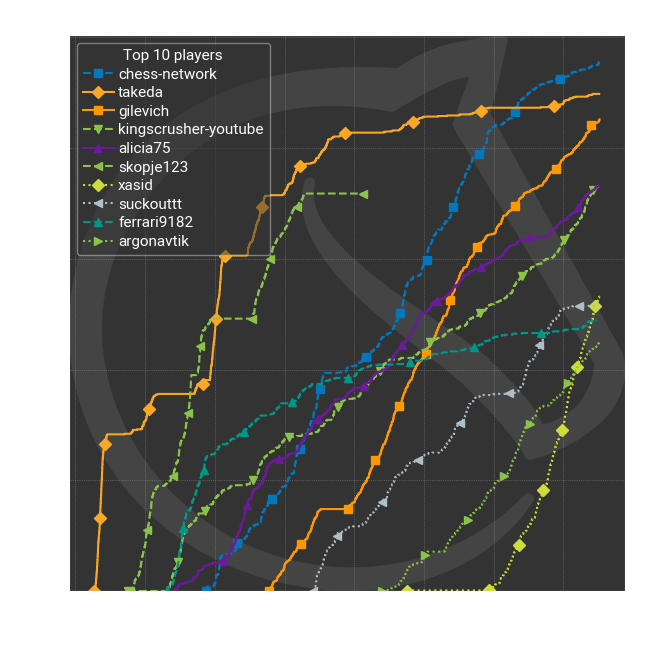 Top 10 players
chess-network
takeda
gilevich
kingscrusher-youtube
alicia75
skopje123
xasid
suckouttt
ferrari9182
argonavtik